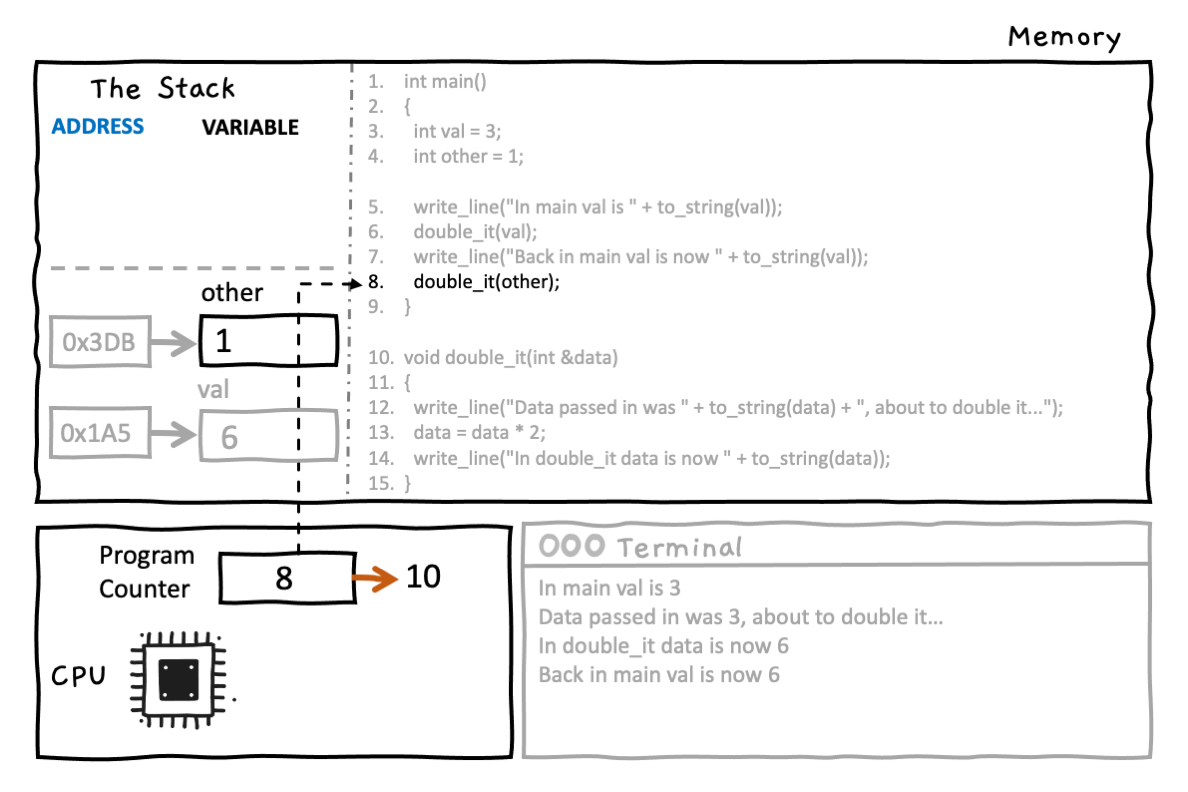 Memory
The Stack
ADDRESS VARIABLE
other
0x3DB 1
val
0x1A5 6
1. int main()
2. {
3. int val = 3;
4. int other = 1;
5. write_line("In main val is " + to_string(val));
6. double_it(val);
7. write_line("Back in main val is now " + to_string(val));
8. double_it(other);
9. }
10. void double_it(int &data)
11. {
12. write_line("Data passed in was " + to_string(data) + ", about to double it...");
13. data = data * 2;
14. write_line("In double_it data is now " + to_string(data));
15. }
Program
Counter
8 10
CPU
Terminal
In main val is 3
Data passed in was 3, about to double it...
In double_it data is now 6
Back in main val is now 6